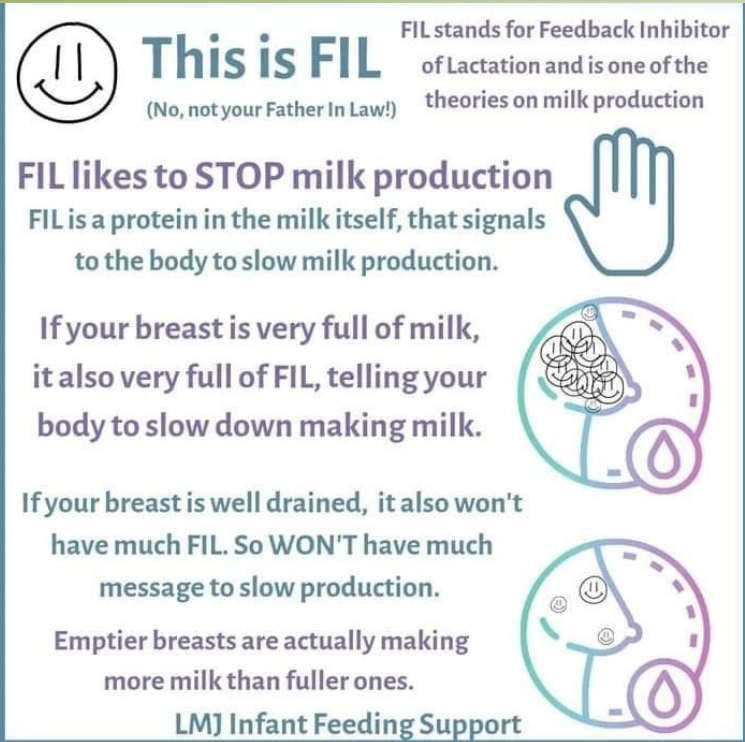 This is FIL
(No, not your Father In Law!)
FIL stands for Feedback Inhibitor
of Lactation and is one of the
theories on milk production
FIL likes to STOP milk production
FIL is a protein in the milk itself, that signals
to the body to slow milk production.
If your breast is very full of milk,
it also very full of FIL, telling your
body to slow down making milk.
If your breast is well drained, it also won't
have much FIL. So WON'T have much
message to slow production.
Emptier breasts are actually making
more milk than fuller ones.
LMJ Infant Feeding Support